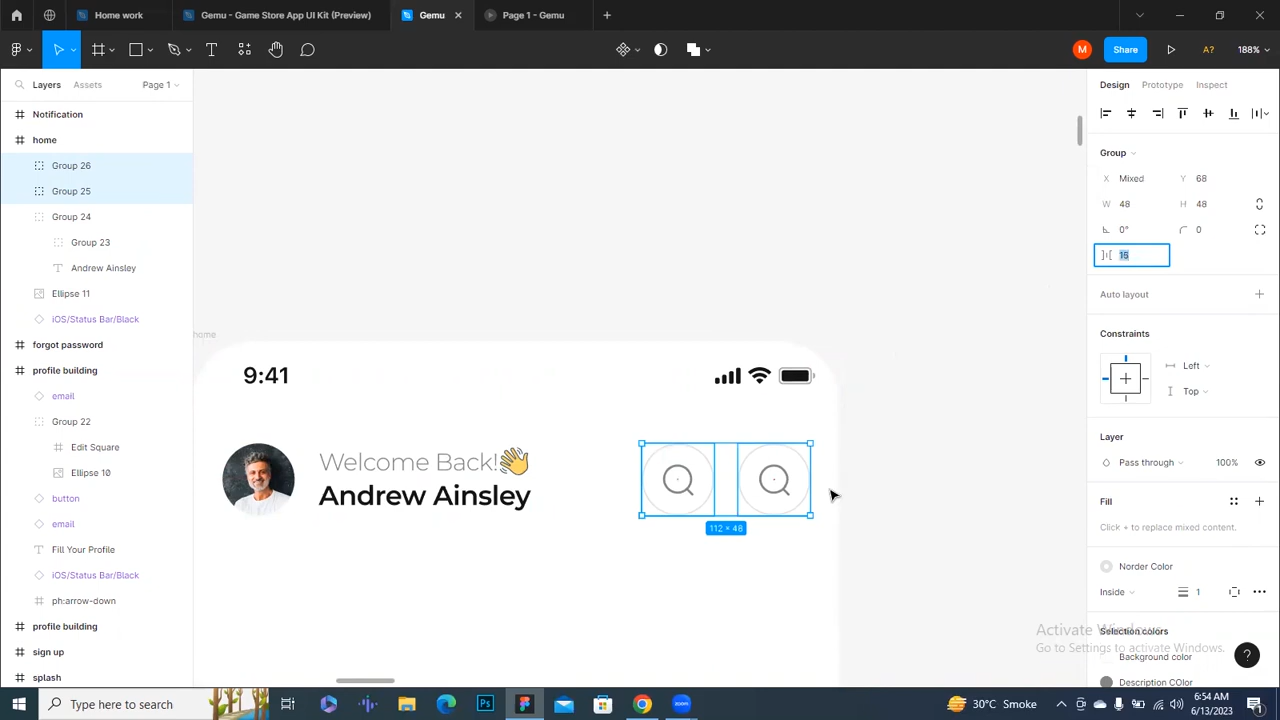 Home work
Gemu - Game Store App UI Kit (Preview)
Gemu
Page 1 - Gemu
M
Share
A?
188%
Layers
Assets
Page 1
Design
Prototype
Inspect
Notification
home
Group 26
Group 25
Group 24
Group 23
Andrew Ainsley
Ellipse 11
iOS/Status Bar/Black
forgot password
profile building
email
Group 22
Edit Square
Ellipse 10
button
email
Fill Your Profile
iOS/Status Bar/Black
ph:arrow-down
profile building
sign up
splash
home
9:41
Welcome Back!👋
Andrew Ainsley
112 × 48
Group
X Mixed
Y 68
W 48
H 48
0°
0
Auto layout
Constraints
Left
Top
Layer
Pass through
100%
Fill
Click + to replace mixed content.
Norder Color
Inside
1
Selection colors
Background color
Description COlor
Activate Windows
Go to Settings to activate Windows.
?
Type here to search
Ps
zoom
30°C Smoke
6:54 AM
6/13/2023